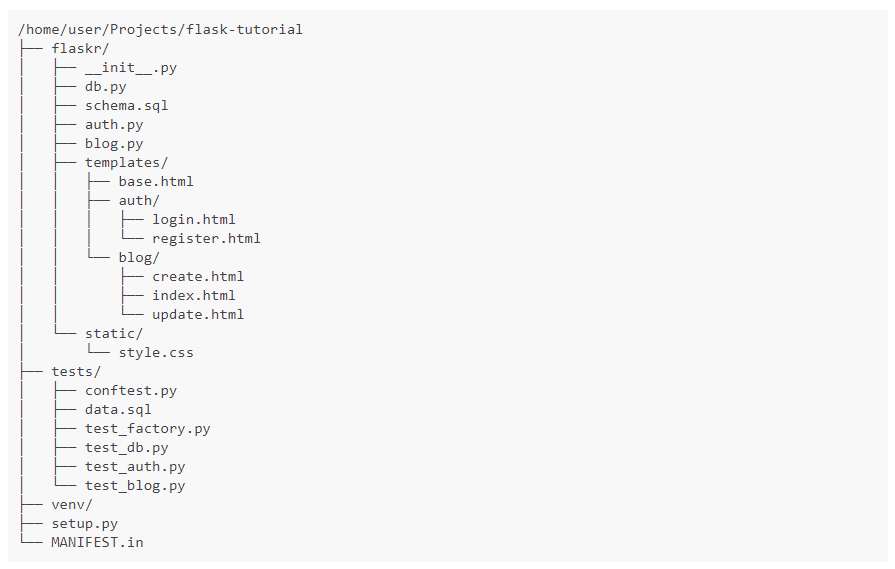 /home/user/Projects/flask-tutorial
├── flaskr/
│   ├── __init__.py
│   ├── db.py
│   ├── schema.sql
│   ├── auth.py
│   ├── blog.py
│   ├── templates/
│   │   ├── base.html
│   │   ├── auth/
│   │   │   ├── login.html
│   │   │   └── register.html
│   │   └── blog/
│   │       ├── create.html
│   │       ├── index.html
│   │       └── update.html
│   └── static/
│       └── style.css
├── tests/
│   ├── conftest.py
│   ├── data.sql
│   ├── test_factory.py
│   ├── test_db.py
│   ├── test_auth.py
│   └── test_blog.py
├── venv/
├── setup.py
└── MANIFEST.in